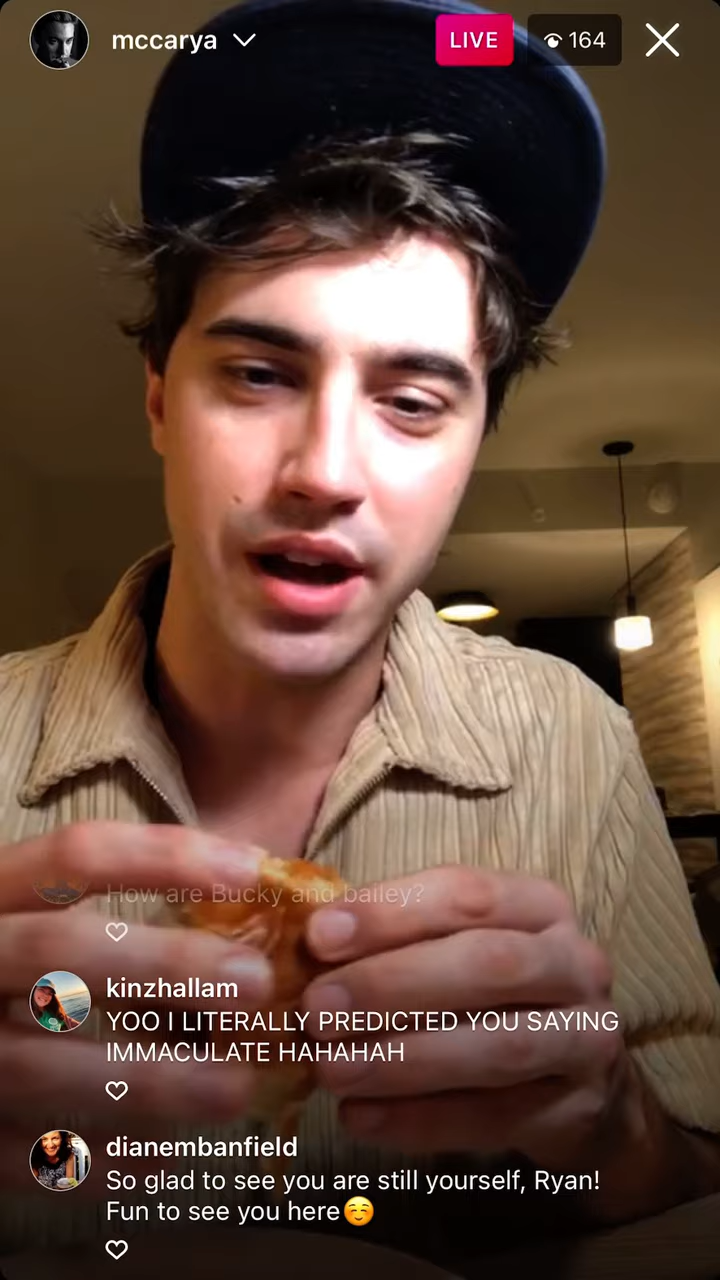 mccarya
LIVE
164
How are Bucky and bailey?
kinzhallam
YOO I LITERALLY PREDICTED YOU SAYING
IMMACULATE HAHAHAH
dianembanfield
So glad to see you are still yourself, Ryan!
Fun to see you here☺️